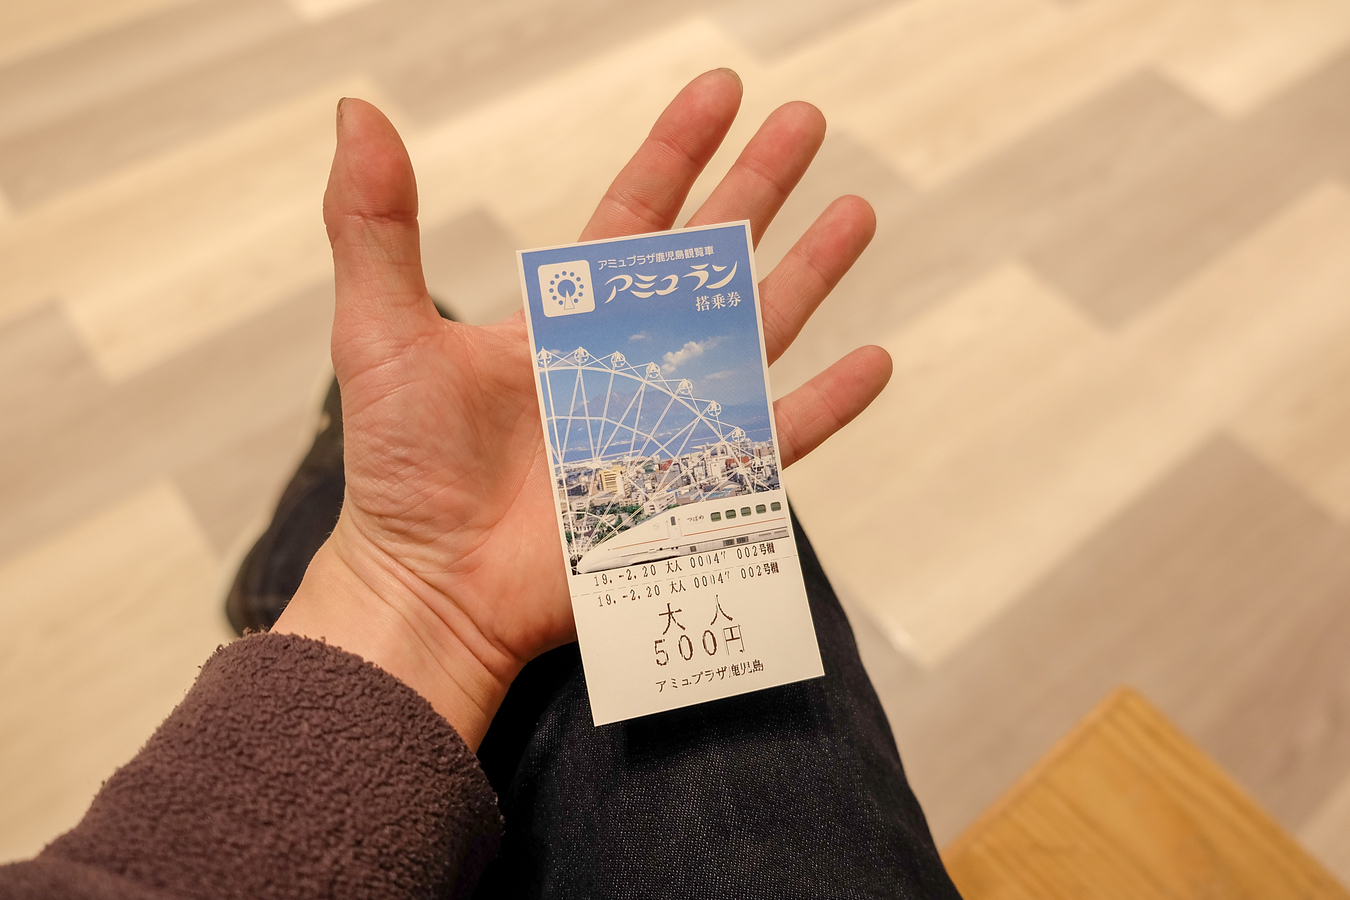 アミュプラザ鹿児島観覧車
アミュラン
搭乗券
つばめ
19.-2.20 大人 00047 002号機
19.-2.20 大人 00047 002号機
大人
500円
アミュプラザ鹿児島